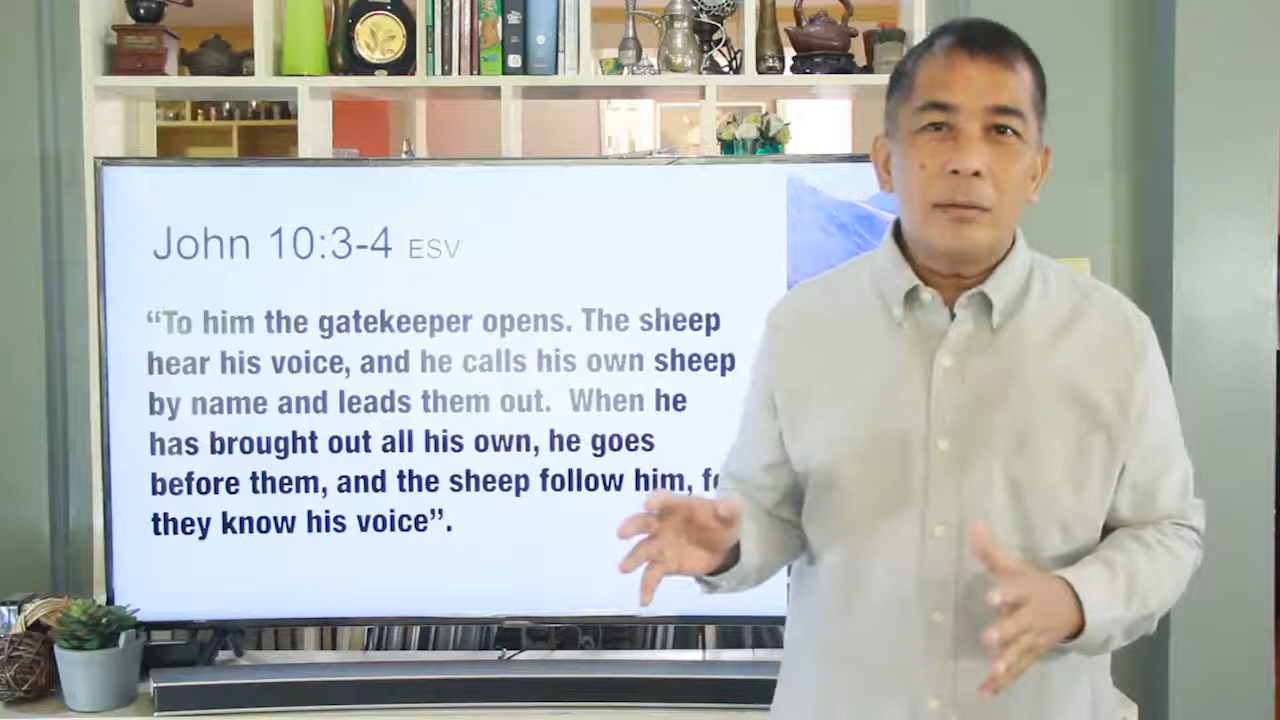 John 10:3-4 ESV
“To him the gatekeeper opens. The sheep
hear his voice, and he calls his own sheep
by name and leads them out. When he
has brought out all his own, he goes
before them, and the sheep follow him,
they know his voice”.